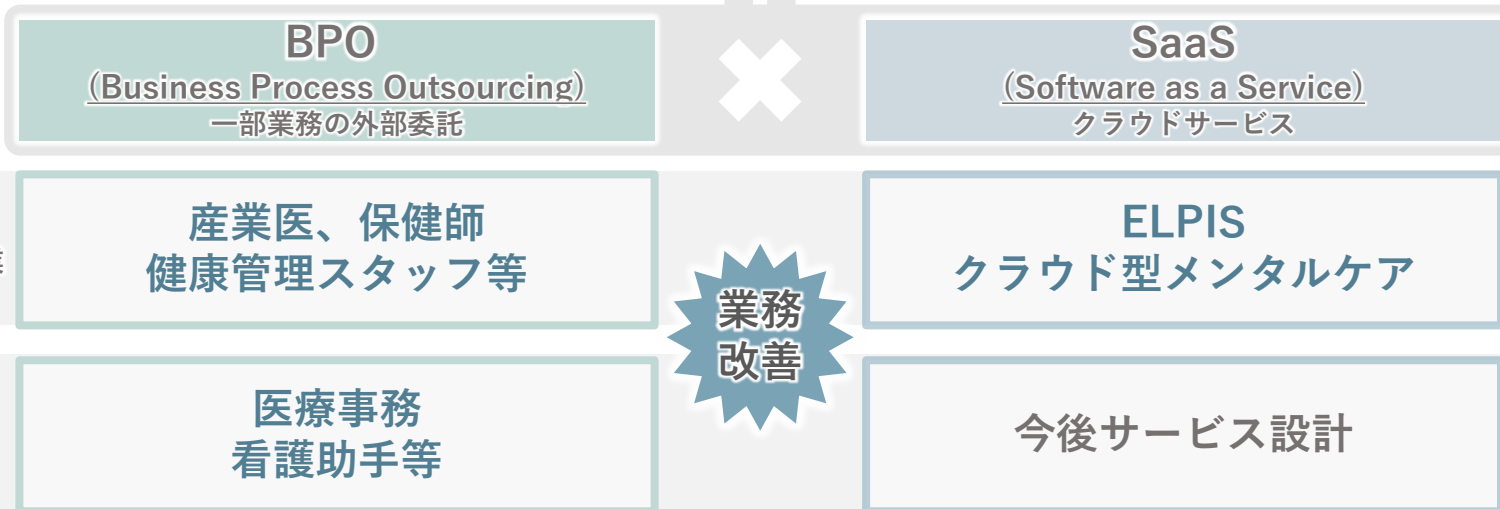 BPO
(Business Process Outsourcing)
一部業務の外部委託
SaaS
(Software as a Service)
クラウドサービス
産業医、保健師
健康管理スタッフ等
ELPIS
クラウド型メンタルケア
業務
改善
医療事務
看護助手等
今後サービス設計